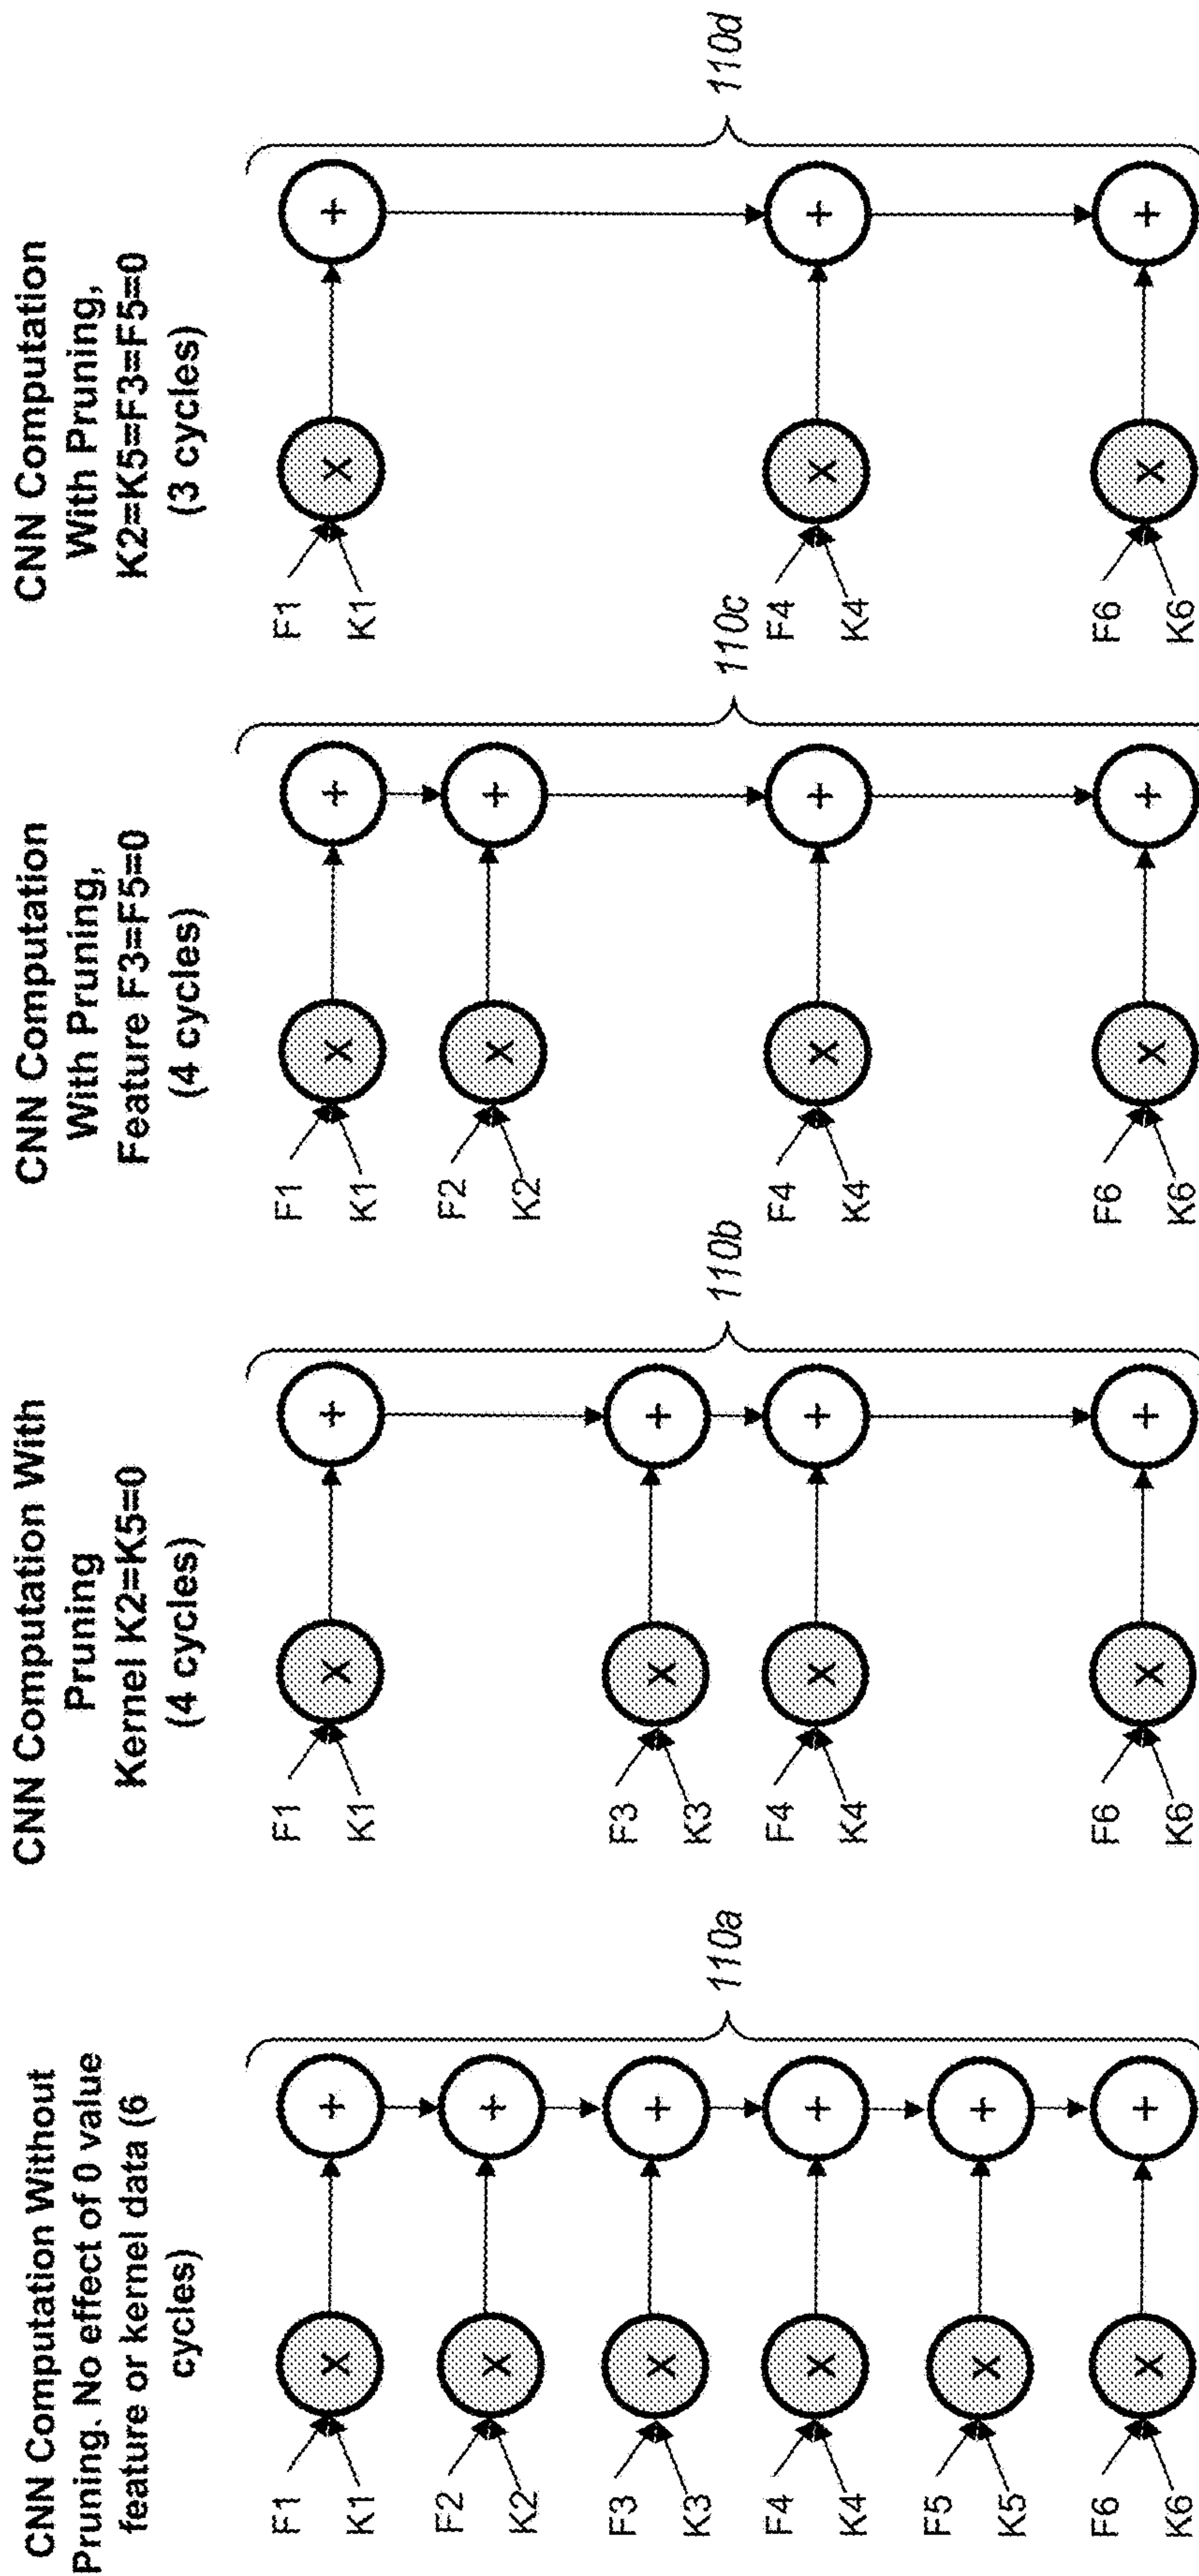 CNN Computation Without
Pruning. No effect of 0 value
feature or kernel data (6
cycles)
F1
K1
X
+
F2
K2
X
+
F3
K3
X
+
F4
K4
X
+
F5
K5
X
+
F6
K6
X
+
110a
CNN Computation With
Pruning
Kernel K2=K5=0
(4 cycles)
F1
K1
X
+
F3
K3
X
+
F4
K4
X
+
F6
K6
X
+
110b
CNN Computation
With Pruning,
Feature F3=F5=0
(4 cycles)
F1
K1
X
+
F2
K2
X
+
F4
K4
X
+
F6
K6
X
+
110c
CNN Computation
With Pruning,
K2=K5=F3=F5=0
(3 cycles)
F1
K1
X
+
F4
K4
X
+
F6
K6
X
+
110d